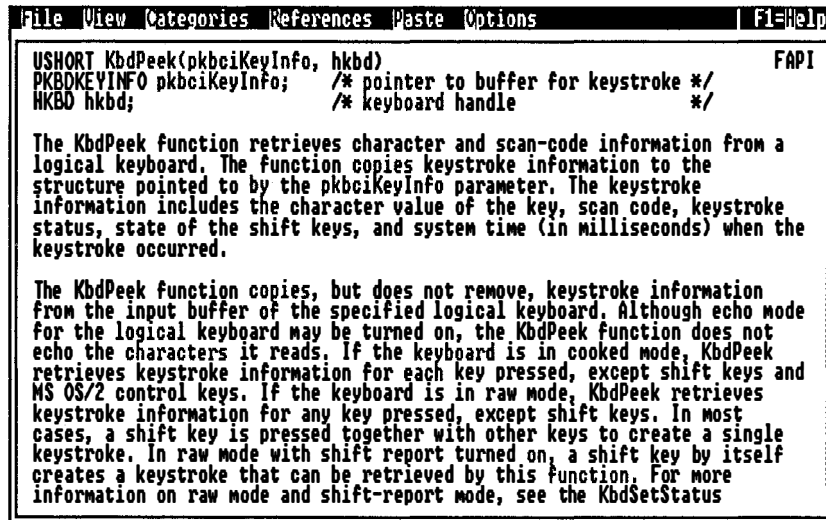 File View Categories References Paste Options | F1=Help
USHORT KbdPeek(pkbciKeyInfo, hkbd) FAPI
PKBDKEYINFO pkbciKeyInfo; /* pointer to buffer for keystroke */
HKBD hkbd; /* keyboard handle */
The KbdPeek function retrieves character and scan-code information from a
logical keyboard. The function copies keystroke information to the
structure pointed to by the pkbciKeyInfo parameter. The keystroke
information includes the character value of the key, scan code, keystroke
status, state of the shift keys, and system time (in milliseconds) when the
keystroke occurred.
The KbdPeek function copies, but does not remove, keystroke information
from the input buffer of the specified logical keyboard. Although echo mode
for the logical keyboard may be turned on, the KbdPeek function does not
echo the characters it reads. If the keyboard is in cooked mode, KbdPeek
retrieves keystroke information for each key pressed, except shift keys and
MS OS/2 control keys. If the keyboard is in raw mode, KbdPeek retrieves
keystroke information for any key pressed, except shift keys. In most
cases, a shift key is pressed together with other keys to create a single
keystroke. In raw mode with shift report turned on, a shift key by itself
creates a keystroke that can be retrieved by this function. For more
information on raw mode and shift-report mode, see the KbdSetStatus